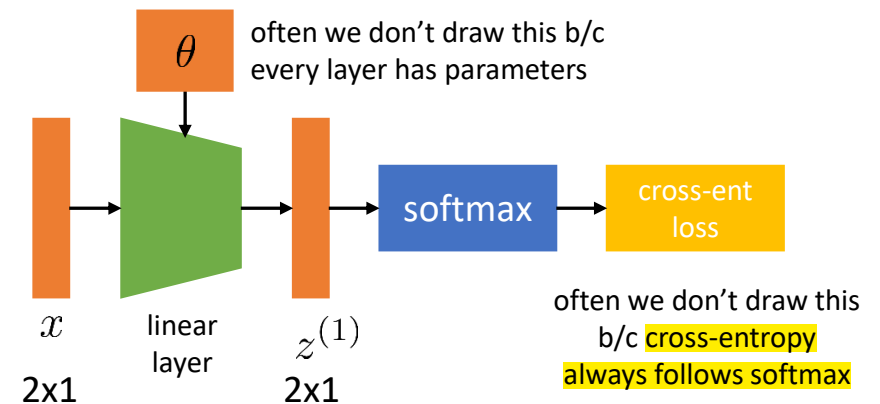 often we don't draw this b/c
every layer has parameters
θ
softmax
cross-ent
loss
x
linear
layer
z^{(1)}
2x1
2x1
often we don't draw this
b/c cross-entropy
always follows softmax